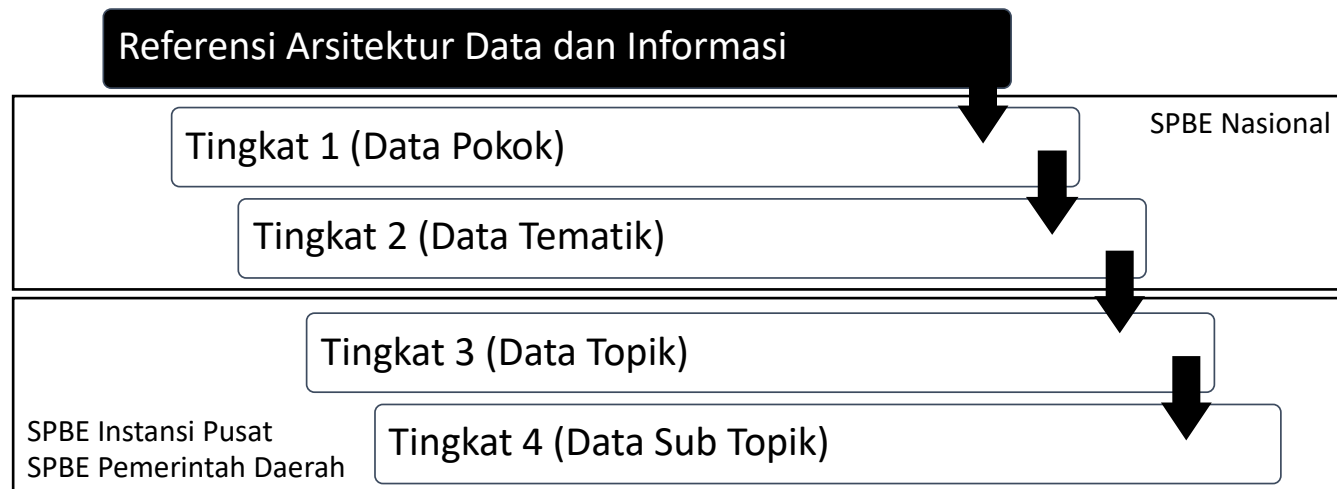 Referensi Arsitektur Data dan Informasi
SPBE Nasional
Tingkat 1 (Data Pokok)
Tingkat 2 (Data Tematik)
Tingkat 3 (Data Topik)
SPBE Instansi Pusat
SPBE Pemerintah Daerah
Tingkat 4 (Data Sub Topik)